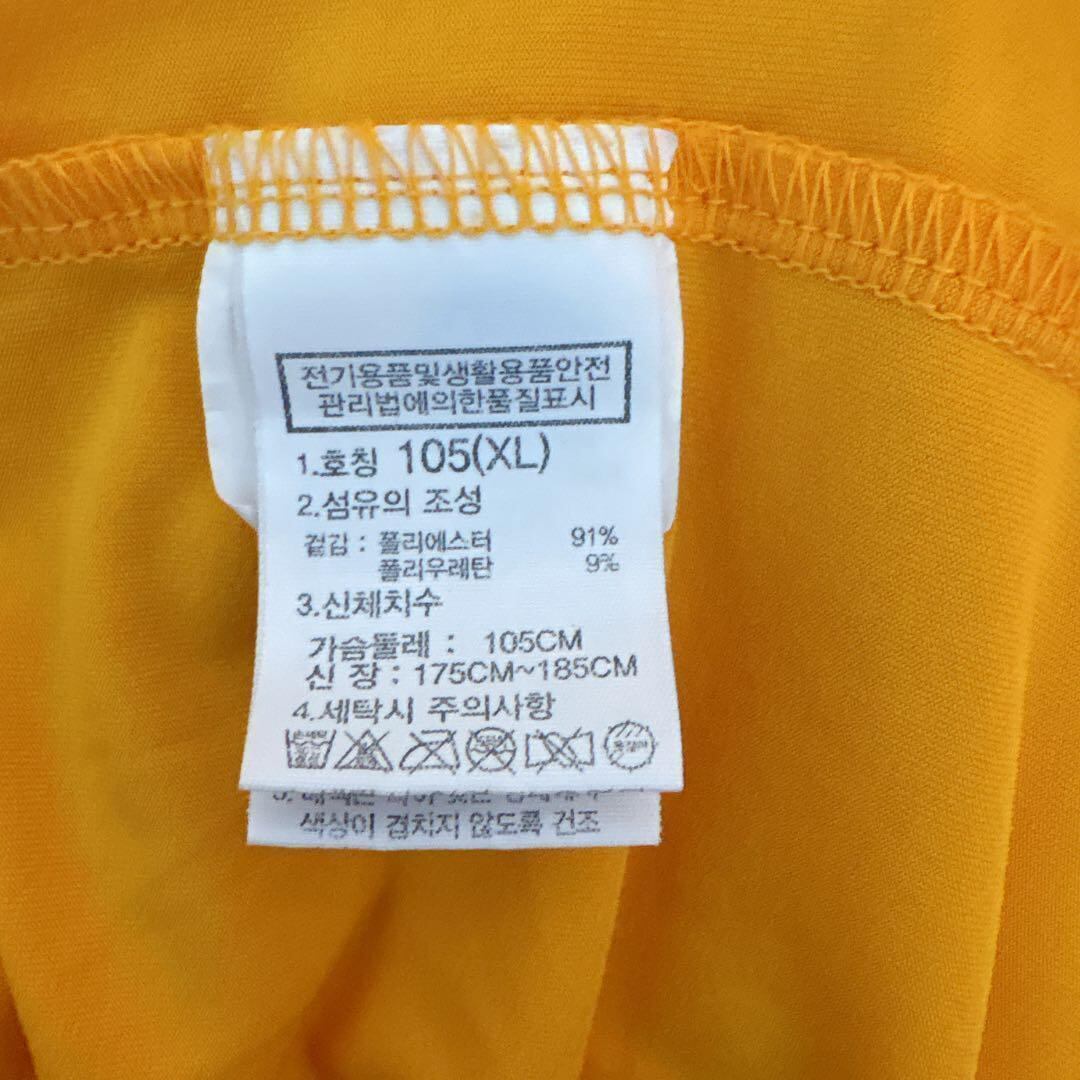 전기용품및생활용품안전
관리법에의한품질표시
1.호칭 105(XL)
2.섬유의 조성
겉감 : 폴리에스터 91%
폴리우레탄 9%
3.신체치수
가슴둘레 : 105CM
신 장 : 175CM~185CM
4.세탁시 주의사항
색상이 겹치지 않도록 건조